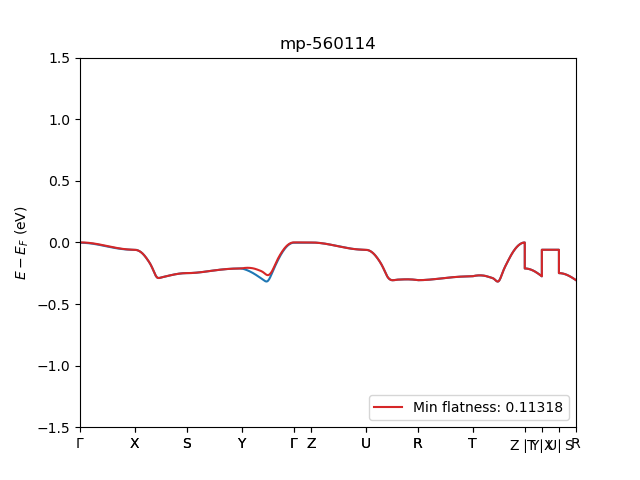 mp-560114
1.5
1.0
0.5
0.0
−0.5
−1.0
−1.5
E − E_F (eV)
Min flatness: 0.11318
Γ X S Y Γ Z U R T Z | T Y | X U | S R